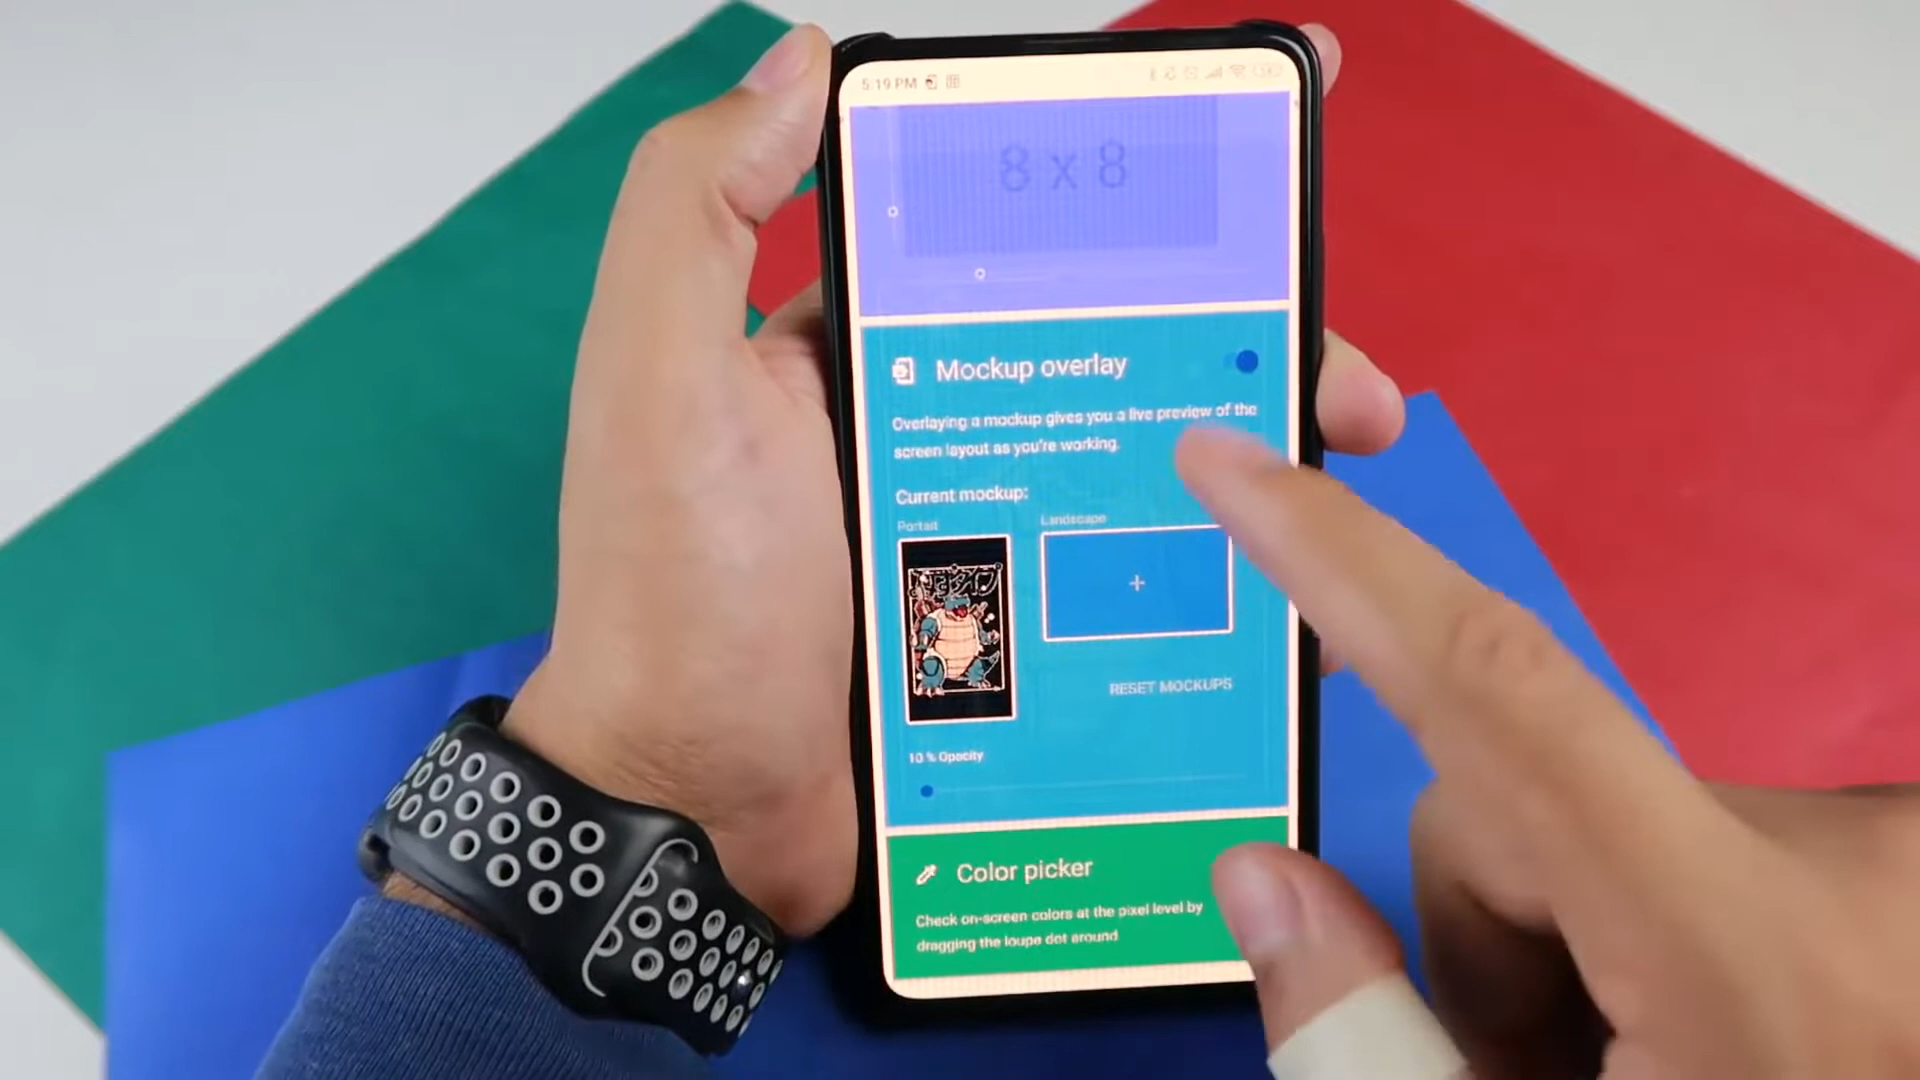 5:19 PM
8 x 8
Mockup overlay
Overlaying a mockup gives you a live preview of the
screen layout as you're working.
Current mockup:
Portrait
Landscape
+
RESET MOCKUPS
10 % Opacity
Color picker
Check on-screen colors at the pixel level by
dragging the loupe dot around